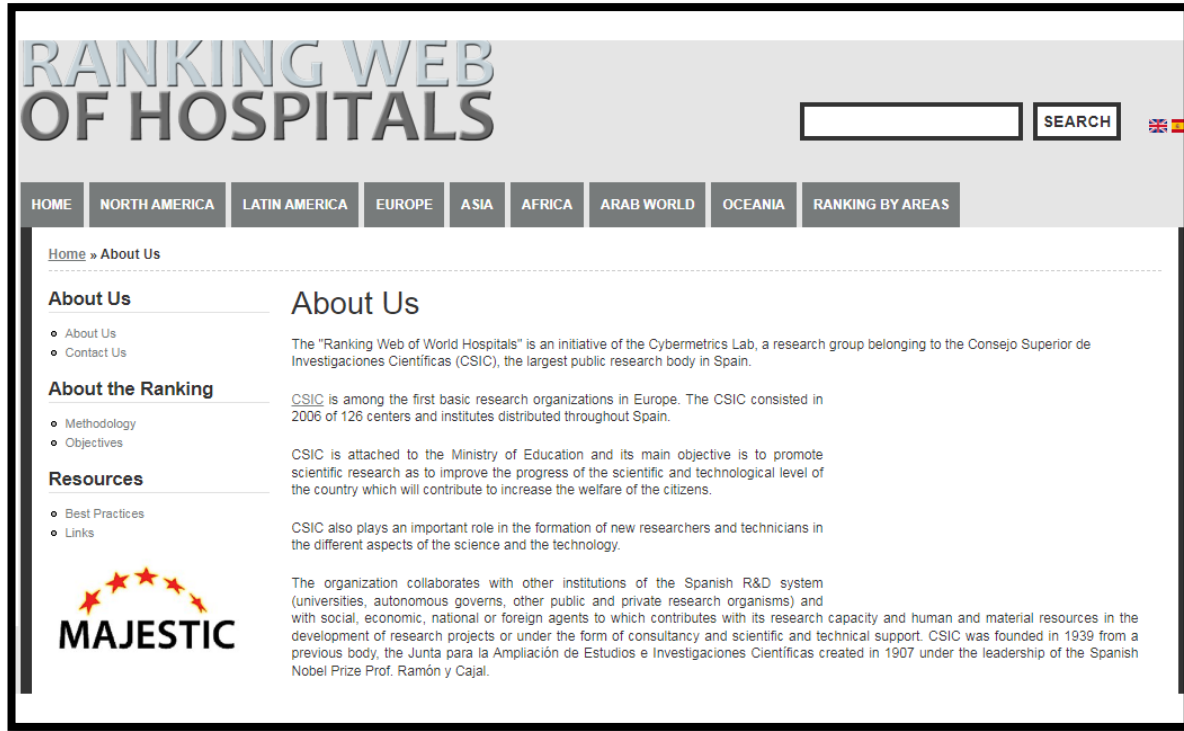 RANKING WEB
OF HOSPITALS
SEARCH
HOME NORTH AMERICA LATIN AMERICA EUROPE ASIA AFRICA ARAB WORLD OCEANIA RANKING BY AREAS
Home » About Us
About Us
About Us
Contact Us
About the Ranking
Methodology
Objectives
Resources
Best Practices
Links
MAJESTIC
About Us
The "Ranking Web of World Hospitals" is an initiative of the Cybermetrics Lab, a research group belonging to the Consejo Superior de
Investigaciones Científicas (CSIC), the largest public research body in Spain.
CSIC is among the first basic research organizations in Europe. The CSIC consisted in
2006 of 126 centers and institutes distributed throughout Spain.
CSIC is attached to the Ministry of Education and its main objective is to promote
scientific research as to improve the progress of the scientific and technological level of
the country which will contribute to increase the welfare of the citizens.
CSIC also plays an important role in the formation of new researchers and technicians in
the different aspects of the science and the technology.
The organization collaborates with other institutions of the Spanish R&D system
(universities, autonomous governs, other public and private research organisms) and
with social, economic, national or foreign agents to which contributes with its research capacity and human and material resources in the
development of research projects or under the form of consultancy and scientific and technical support. CSIC was founded in 1939 from a
previous body, the Junta para la Ampliación de Estudios e Investigaciones Científicas created in 1907 under the leadership of the Spanish
Nobel Prize Prof. Ramón y Cajal.